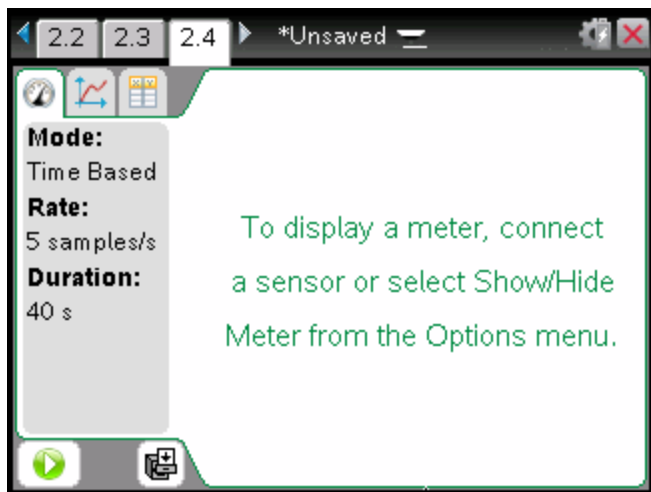 2.2 2.3 2.4 *Unsaved
Mode:
Time Based
Rate:
5 samples/s
Duration:
40 s
To display a meter, connect
a sensor or select Show/Hide
Meter from the Options menu.